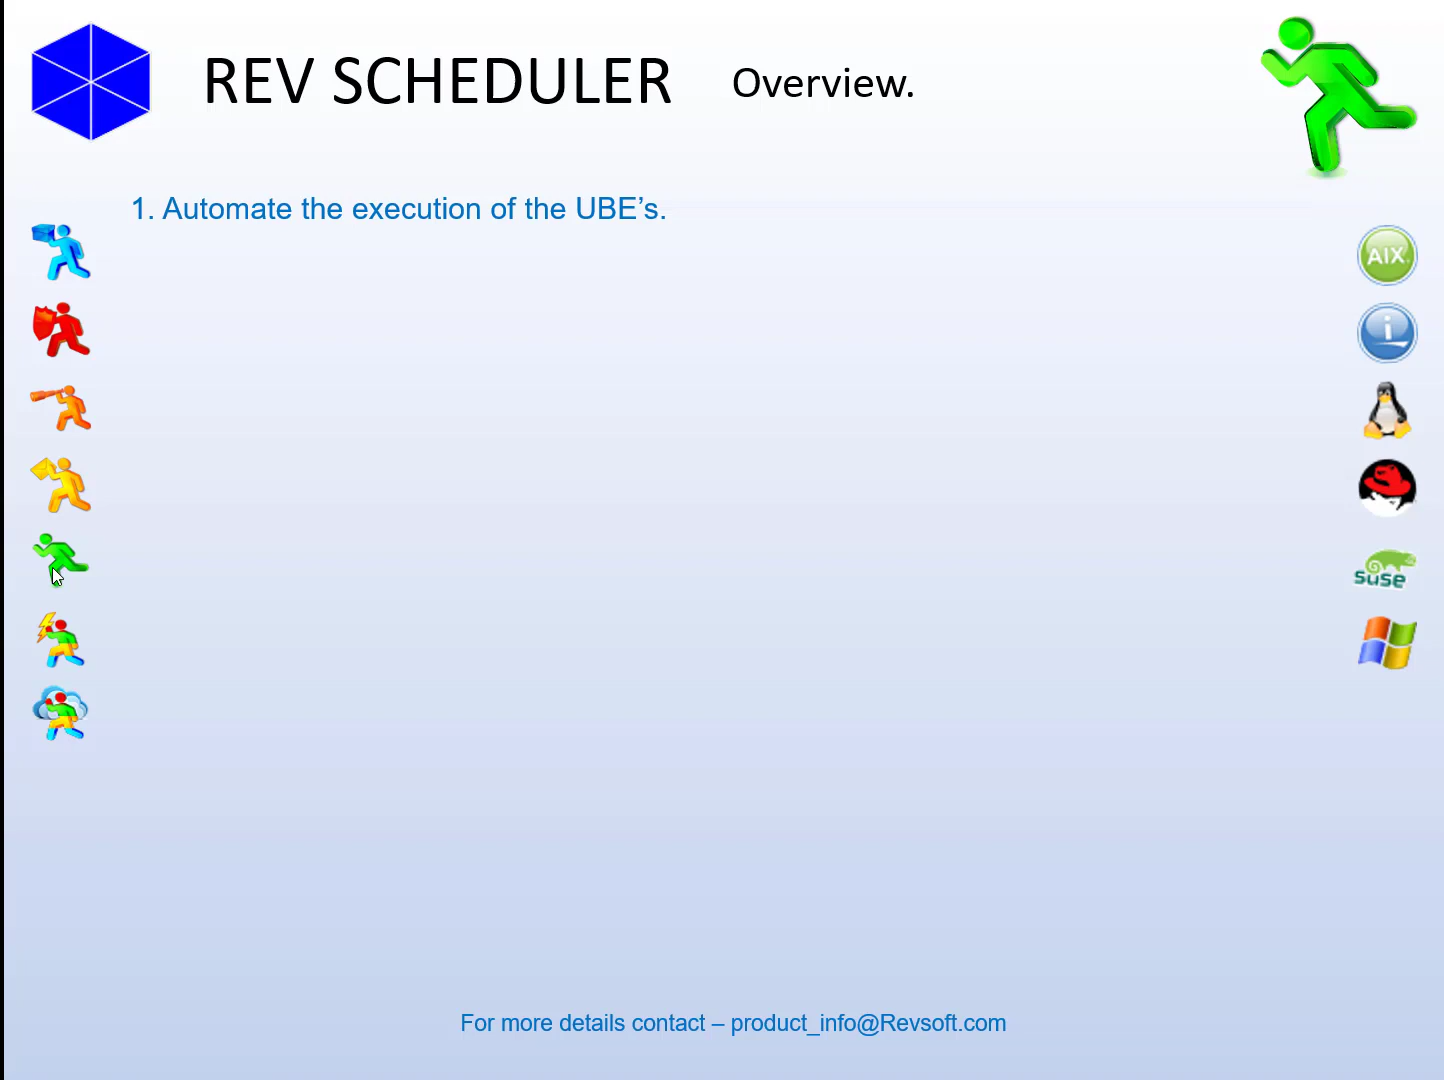 REV SCHEDULER Overview.
1. Automate the execution of the UBE’s.
AIX
i
suse
For more details contact – product_info@Revsoft.com